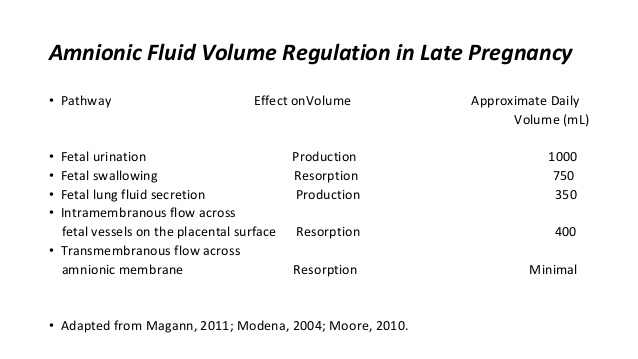 Amnionic Fluid Volume Regulation in Late Pregnancy
• Pathway Effect onVolume Approximate Daily
Volume (mL)
• Fetal urination Production 1000
• Fetal swallowing Resorption 750
• Fetal lung fluid secretion Production 350
• Intramembranous flow across
fetal vessels on the placental surface Resorption 400
• Transmembranous flow across
amnionic membrane Resorption Minimal
• Adapted from Magann, 2011; Modena, 2004; Moore, 2010.